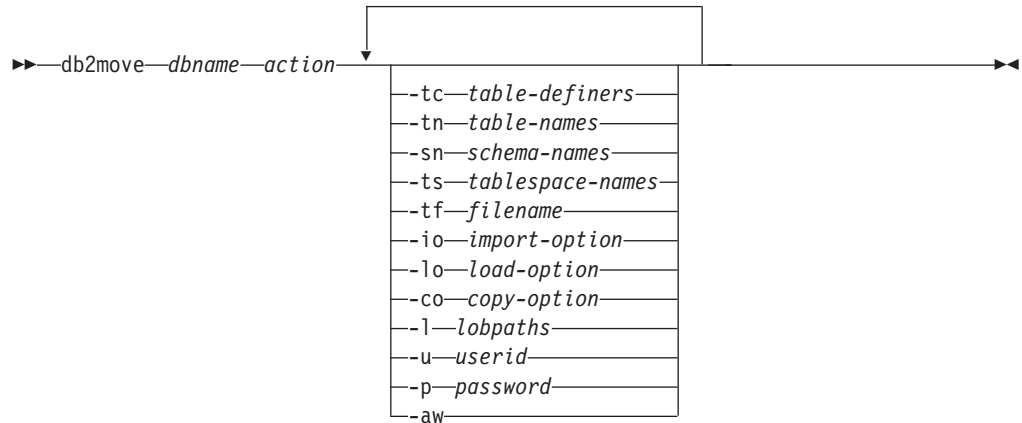 db2move dbname action
-tc table-definers
-tn table-names
-sn schema-names
-ts tablespace-names
-tf filename
-io import-option
-lo load-option
-co copy-option
-l lobpaths
-u userid
-p password
-aw